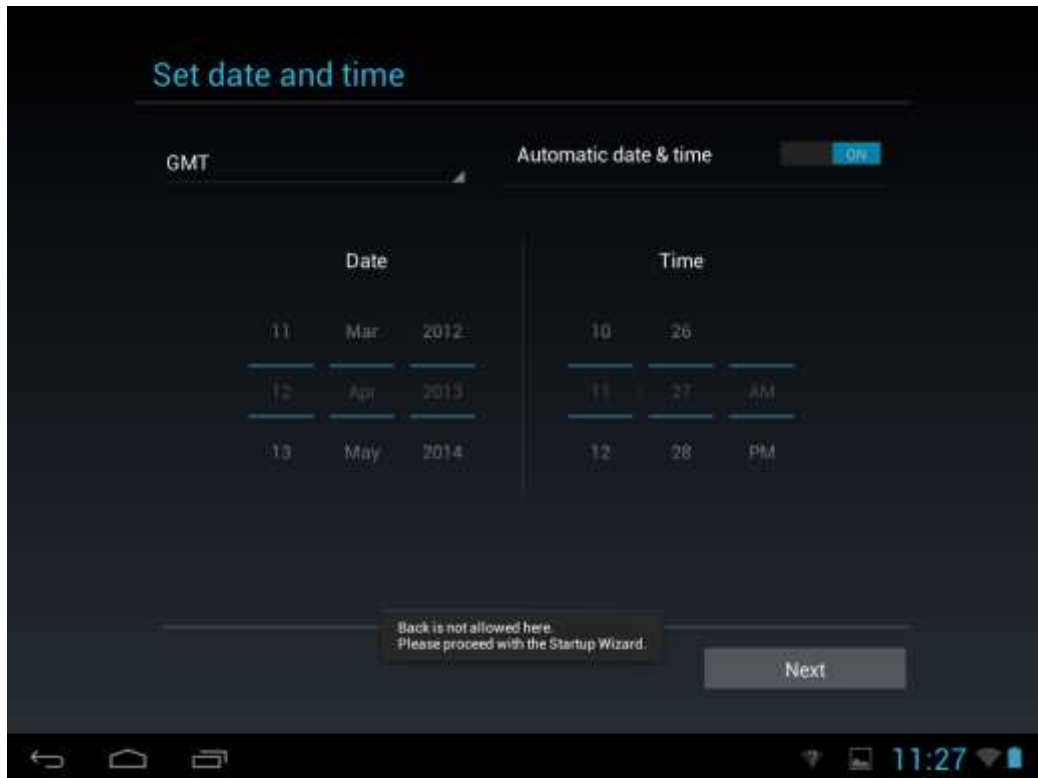 Set date and time
GMT
Automatic date & time ON
Date Time
11 Mar 2012 10 26
12 Apr 2013 11 : 27 AM
13 May 2014 12 28 PM
Back is not allowed here.
Please proceed with the Startup Wizard.
Next
11:27